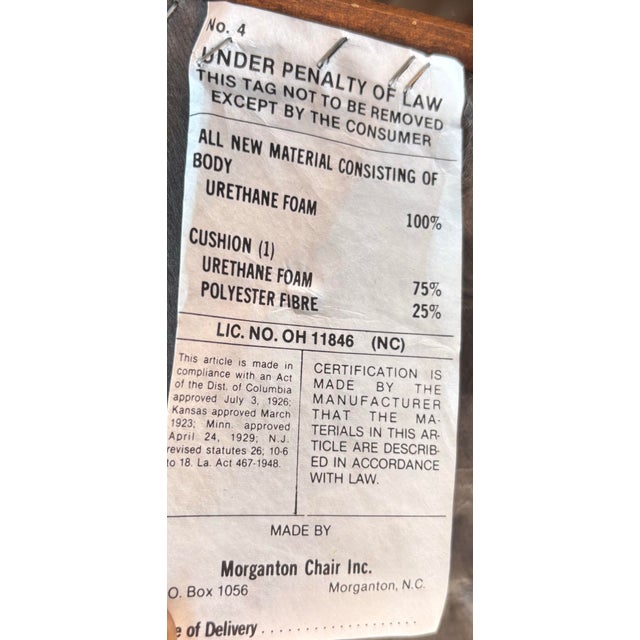 No. 4
UNDER PENALTY OF LAW
THIS TAG NOT TO BE REMOVED
EXCEPT BY THE CONSUMER
ALL NEW MATERIAL CONSISTING OF
BODY
URETHANE FOAM 100%
CUSHION (1)
URETHANE FOAM 75%
POLYESTER FIBRE 25%
LIC. NO. OH 11846 (NC)
This article is made in
compliance with an Act
of the Dist. of Columbia
approved July 3, 1926;
Kansas approved March
1923; Minn. approved
April 24, 1929; N.J.
revised statutes 26; 10-6
to 18. La. Act 467-1948.
CERTIFICATION IS
MADE BY THE
MANUFACTURER
THAT THE MA-
TERIALS IN THIS AR-
TICLE ARE DESCRIB-
ED IN ACCORDANCE
WITH LAW.
MADE BY
Morganton Chair Inc.
O. Box 1056 Morganton, N.C.
e of Delivery . . . . . . . . . . . . . . . . . . .